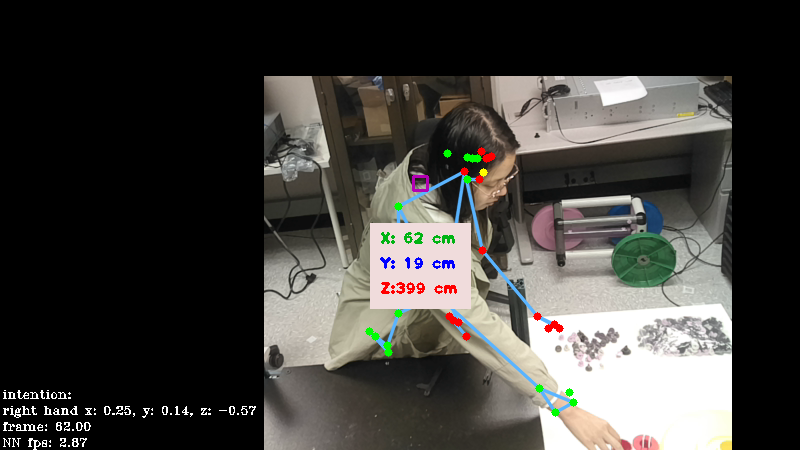 X: 62 cm
Y: 19 cm
Z:399 cm
intention:
right hand x: 0.25, y: 0.14, z: -0.57
frame: 62.00
NN fps: 2.87